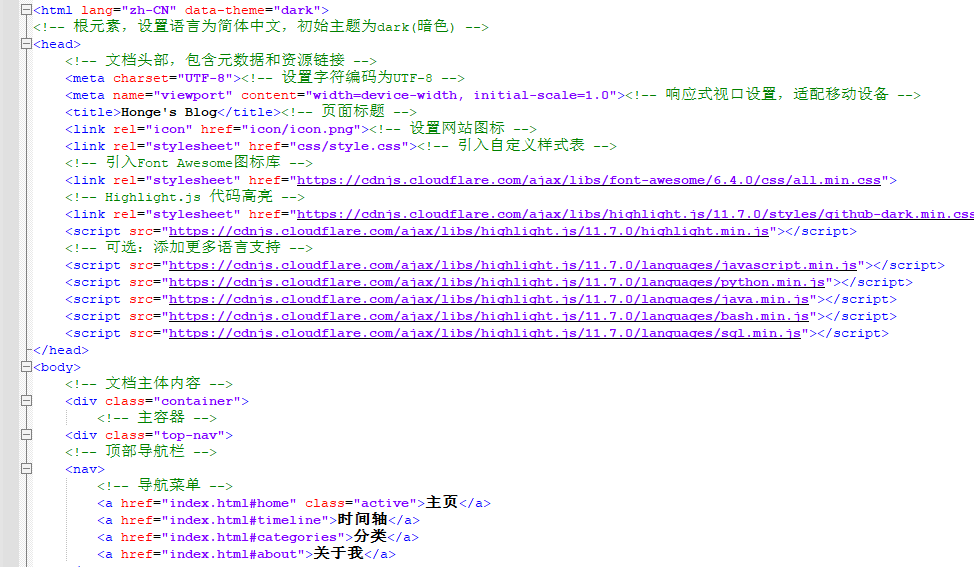 <html lang="zh-CN" data-theme="dark">
<!-- 根元素，设置语言为简体中文，初始主题为dark(暗色) -->
<head>
<!-- 文档头部，包含元数据和资源链接 -->
<meta charset="UTF-8"><!-- 设置字符编码为UTF-8 -->
<meta name="viewport" content="width=device-width, initial-scale=1.0"><!-- 响应式视口设置，适配移动设备 -->
<title>Honge's Blog</title><!-- 页面标题 -->
<link rel="icon" href="icon/icon.png"><!-- 设置网站图标 -->
<link rel="stylesheet" href="css/style.css"><!-- 引入自定义样式表 -->
<!-- 引入Font Awesome图标库 -->
<link rel="stylesheet" href="https://cdnjs.cloudflare.com/ajax/libs/font-awesome/6.4.0/css/all.min.css">
<!-- Highlight.js 代码高亮 -->
<link rel="stylesheet" href="https://cdnjs.cloudflare.com/ajax/libs/highlight.js/11.7.0/styles/github-dark.min.css
<script src="https://cdnjs.cloudflare.com/ajax/libs/highlight.js/11.7.0/highlight.min.js"></script>
<!-- 可选：添加更多语言支持 -->
<script src="https://cdnjs.cloudflare.com/ajax/libs/highlight.js/11.7.0/languages/javascript.min.js"></script>
<script src="https://cdnjs.cloudflare.com/ajax/libs/highlight.js/11.7.0/languages/python.min.js"></script>
<script src="https://cdnjs.cloudflare.com/ajax/libs/highlight.js/11.7.0/languages/java.min.js"></script>
<script src="https://cdnjs.cloudflare.com/ajax/libs/highlight.js/11.7.0/languages/bash.min.js"></script>
<script src="https://cdnjs.cloudflare.com/ajax/libs/highlight.js/11.7.0/languages/sql.min.js"></script>
</head>
<body>
<!-- 文档主体内容 -->
<div class="container">
<!-- 主容器 -->
<div class="top-nav">
<!-- 顶部导航栏 -->
<nav>
<!-- 导航菜单 -->
<a href="index.html#home" class="active">主页</a>
<a href="index.html#timeline">时间轴</a>
<a href="index.html#categories">分类</a>
<a href="index.html#about">关于我</a>